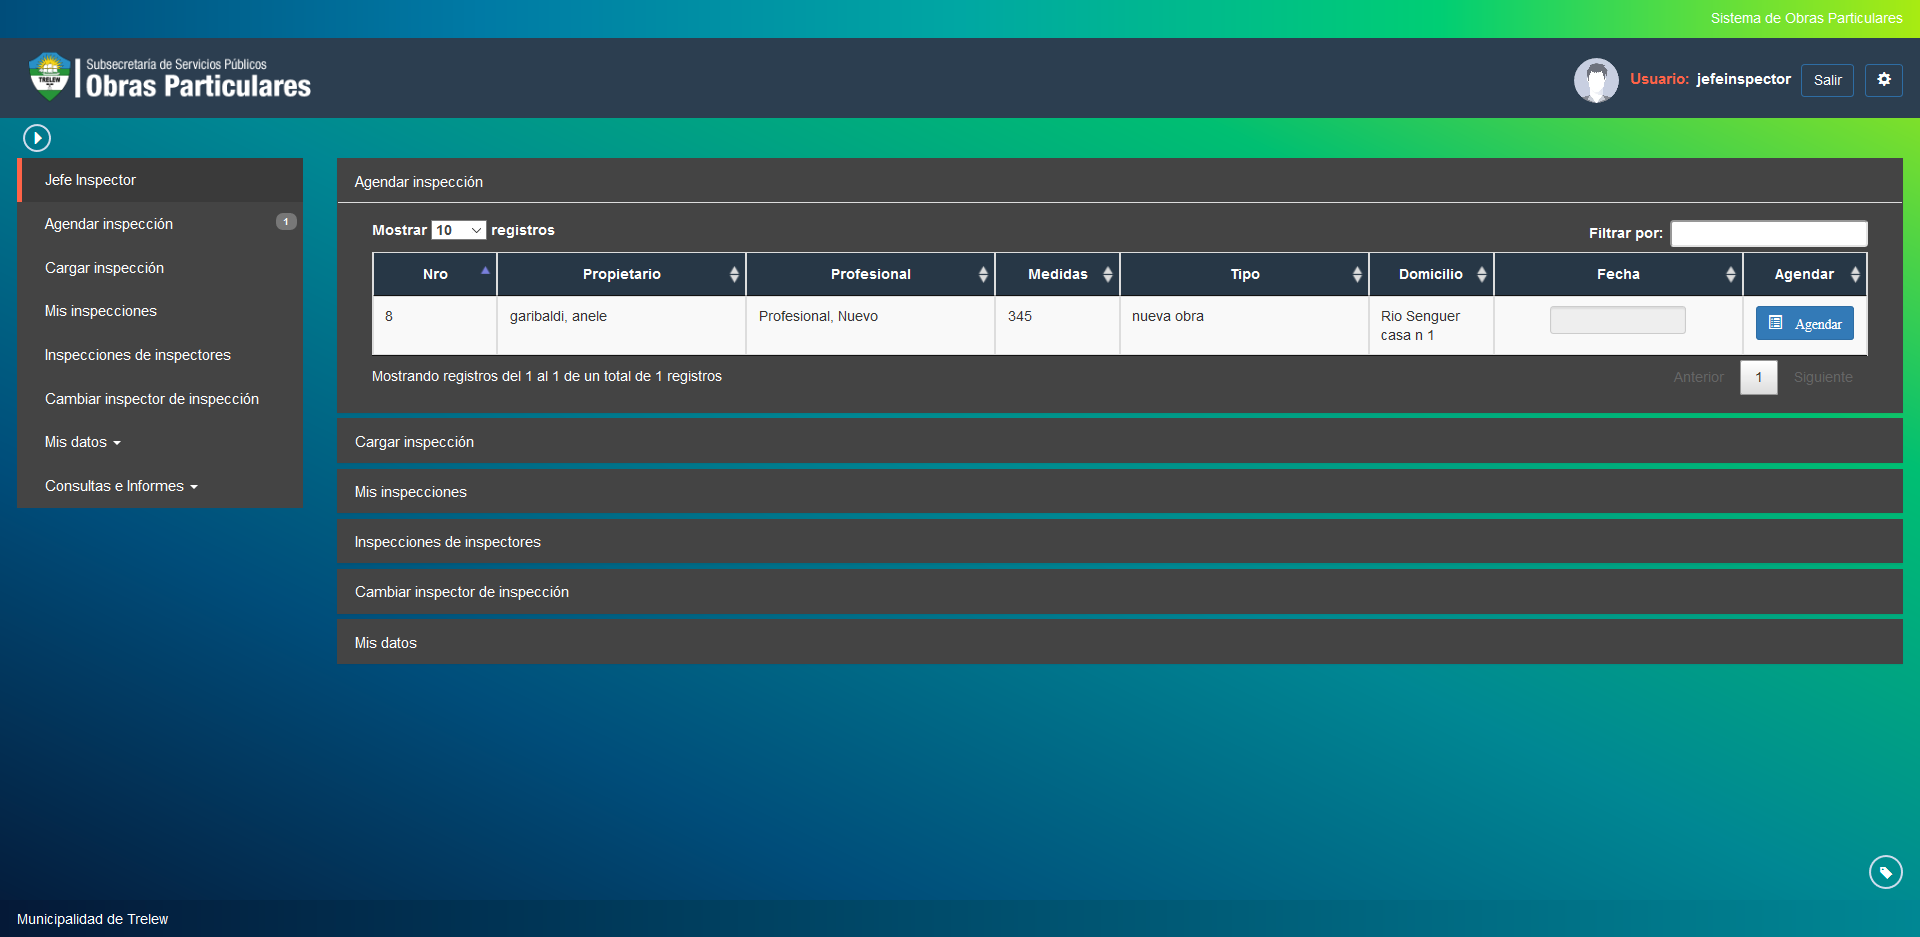 Sistema de Obras Particulares
TRELEW
Subsecretaría de Servicios Públicos
Obras Particulares
Usuario: jefeinspector Salir
Jefe Inspector
Agendar inspección 1
Cargar inspección
Mis inspecciones
Inspecciones de inspectores
Cambiar inspector de inspección
Mis datos
Consultas e Informes
Agendar inspección
Mostrar 10 registros
Filtrar por:
Nro Propietario Profesional Medidas Tipo Domicilio Fecha Agendar
8 garibaldi, anele Profesional, Nuevo 345 nueva obra Rio Senguer Agendar
casa n 1
Mostrando registros del 1 al 1 de un total de 1 registros
Anterior 1 Siguiente
Cargar inspección
Mis inspecciones
Inspecciones de inspectores
Cambiar inspector de inspección
Mis datos
Municipalidad de Trelew